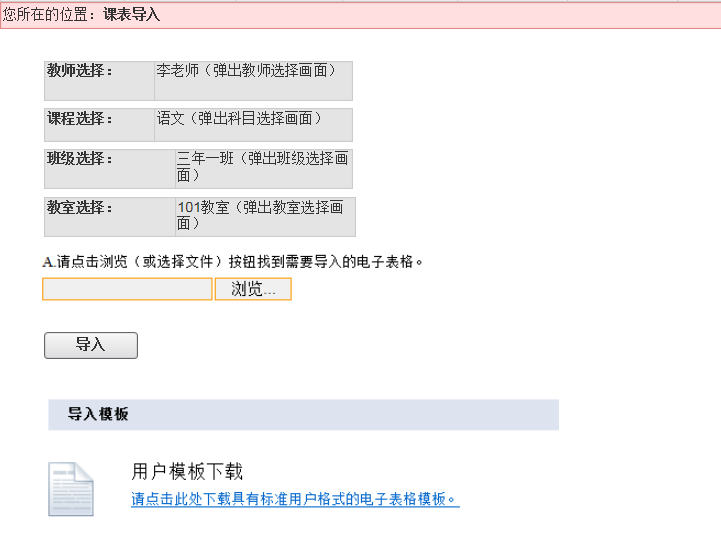 您所在的位置：课表导入
教师选择： 李老师（弹出教师选择画面）
课程选择： 语文（弹出科目选择画面）
班级选择： 三年一班（弹出班级选择画
面）
教室选择： 101教室（弹出教室选择画
面）
A.请点击浏览（或选择文件）按钮找到需要导入的电子表格。
浏览...
导入
导入模板
用户模板下载
请点击此处下载具有标准用户格式的电子表格模板。